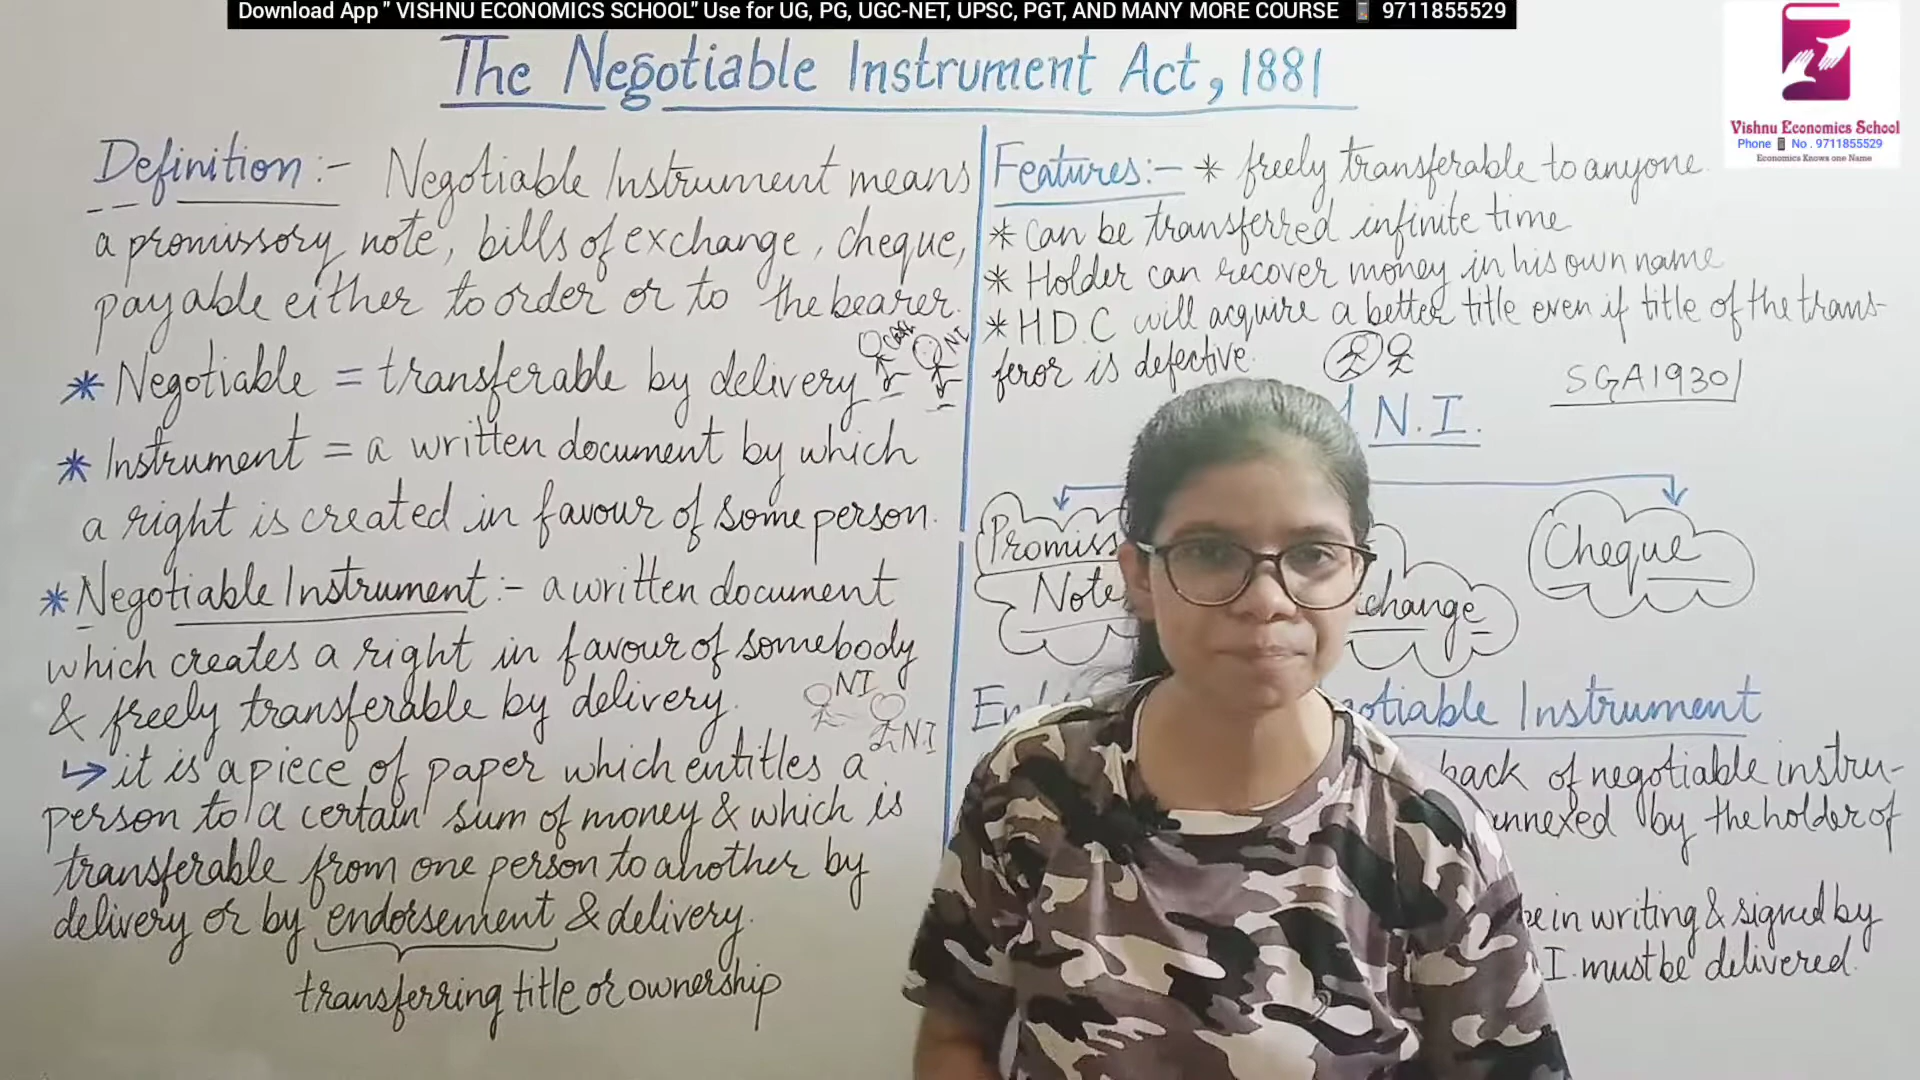 Download App " VISHNU ECONOMICS SCHOOL" Use for UG, PG, UGC-NET, UPSC, PGT, AND MANY MORE COURSE 9711855529
The Negotiable Instrument Act, 1881
Vishnu Economics School
Phone No. 9711855529
Economics Knows one Name
Definition :- Negotiable Instrument means
a promissory note, bills of exchange, cheque,
payable either to order or to the bearer.
* Negotiable = transferable by delivery
Cash NI
* Instrument = a written document by which
a right is created in favour of some person.
* Negotiable Instrument :- a written document
which creates a right in favour of somebody
& freely transferable by delivery.
NI
NI
↳ it is a piece of paper which entitles a
person to a certain sum of money & which is
transferable from one person to another by
delivery or by endorsement & delivery.
transferring title or ownership
Features :- * freely transferable to anyone.
* Can be transferred infinite time
* Holder can recover money in his own name
* H.D.C will acquire a better title even if title of the trans-
feror is defective.
SGA1930/
N.I.
Promiss
Note
change
Cheque
otiable Instrument
back of negotiable instru-
annexed by the holder of
be in writing & signed by
I. must be delivered.